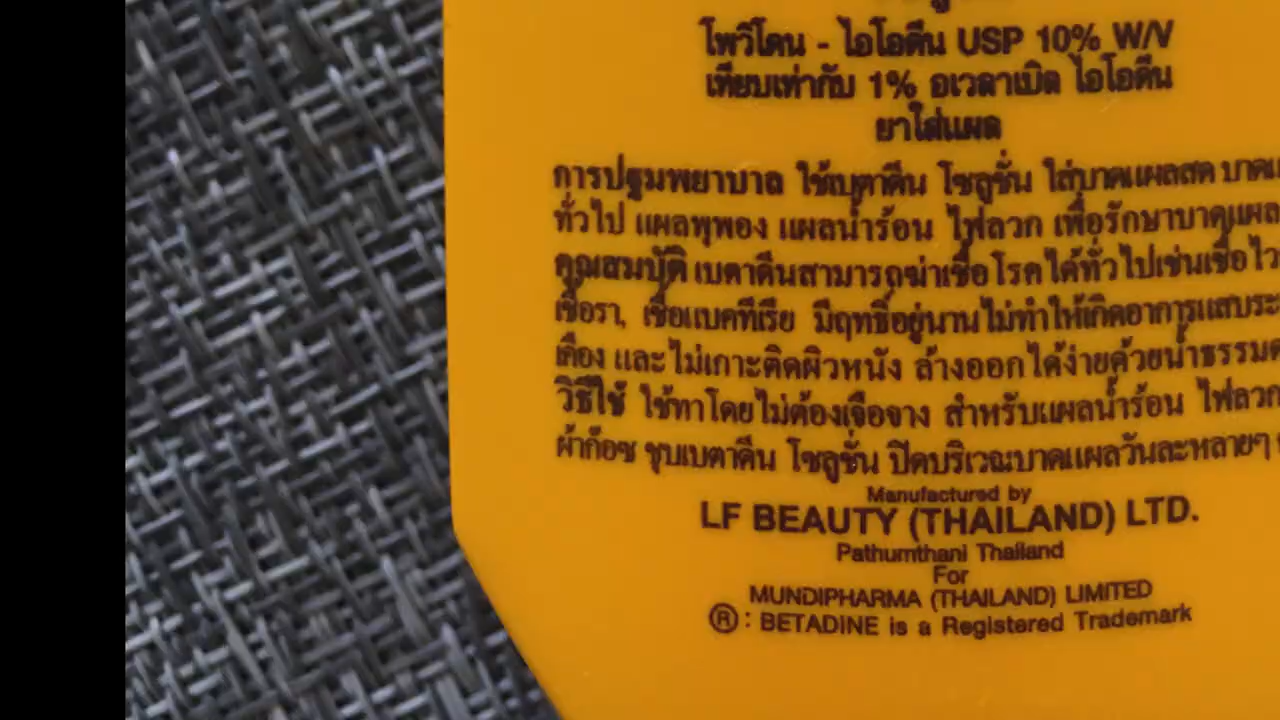 โพวิโดน - ไอโอดีน USP 10% W/V
เทียบเท่ากับ 1% อเวลาเบิล ไอโอดีน
ยาใส่แผล
การปฐมพยาบาล ใช้เบตาดีน โซลูชั่น ใส่บาดแผลสด
ทั่วไป แผลพุพอง แผลน้ำร้อน ไฟลวก เพื่อรักษาบาดแผล
คุณสมบัติ เบตาดีนสามารถฆ่าเชื้อโรคได้ทั่วไปเช่นเชื้อ
เชื้อรา, เชื้อแบคทีเรีย มีฤทธิ์อยู่นานไม่ทำให้เกิดอาการแสบ
เคือง และไม่เกาะติดผิวหนัง ล้างออกได้ง่ายด้วยน้ำ
วิธีใช้ ใช้ทาโดยไม่ต้องเจือจาง สำหรับแผลน้ำร้อน ไฟลวก
ผ้าก๊อซ ชุบเบตาดีน โซลูชั่น ปิดบริเวณบาดแผลวันละหลายๆ
Manufactured by
LF BEAUTY (THAILAND) LTD.
Pathumthani Thailand
For
MUNDIPHARMA (THAILAND) LIMITED
® : BETADINE is a Registered Trademark